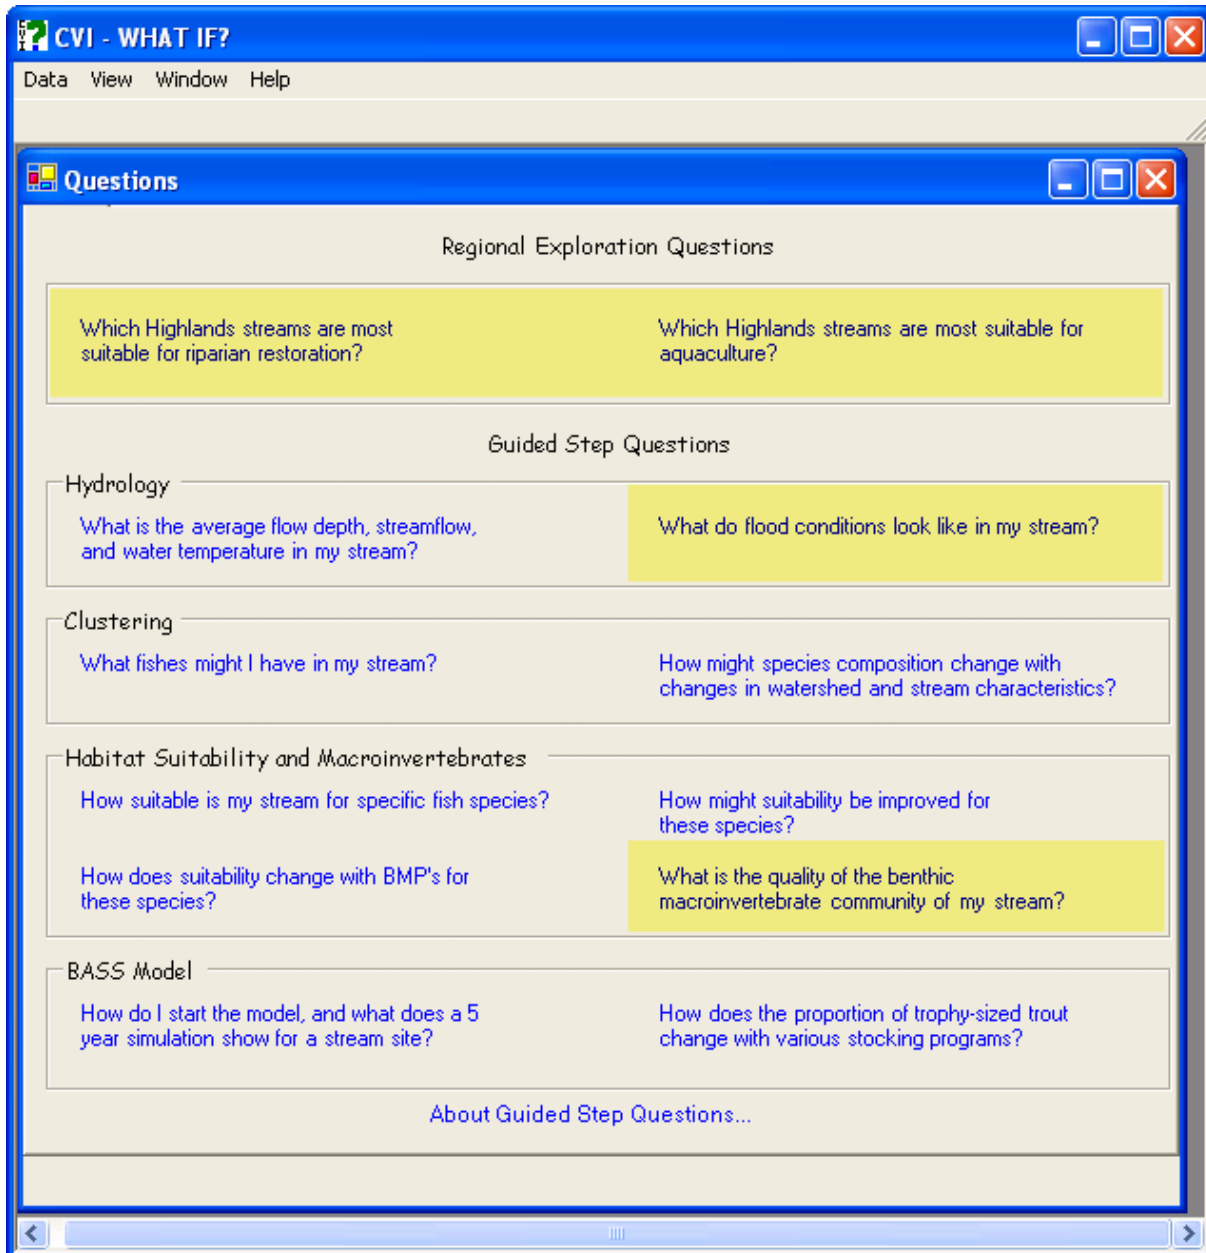 CVI - WHAT IF?
Data View Window Help
Questions
Regional Exploration Questions
Which Highlands streams are most
suitable for riparian restoration?
Which Highlands streams are most suitable for
aquaculture?
Guided Step Questions
Hydrology
What is the average flow depth, streamflow,
and water temperature in my stream?
What do flood conditions look like in my stream?
Clustering
What fishes might I have in my stream?
How might species composition change with
changes in watershed and stream characteristics?
Habitat Suitability and Macroinvertebrates
How suitable is my stream for specific fish species?
How might suitability be improved for
these species?
How does suitability change with BMP's for
these species?
What is the quality of the benthic
macroinvertebrate community of my stream?
BASS Model
How do I start the model, and what does a 5
year simulation show for a stream site?
How does the proportion of trophy-sized trout
change with various stocking programs?
About Guided Step Questions...